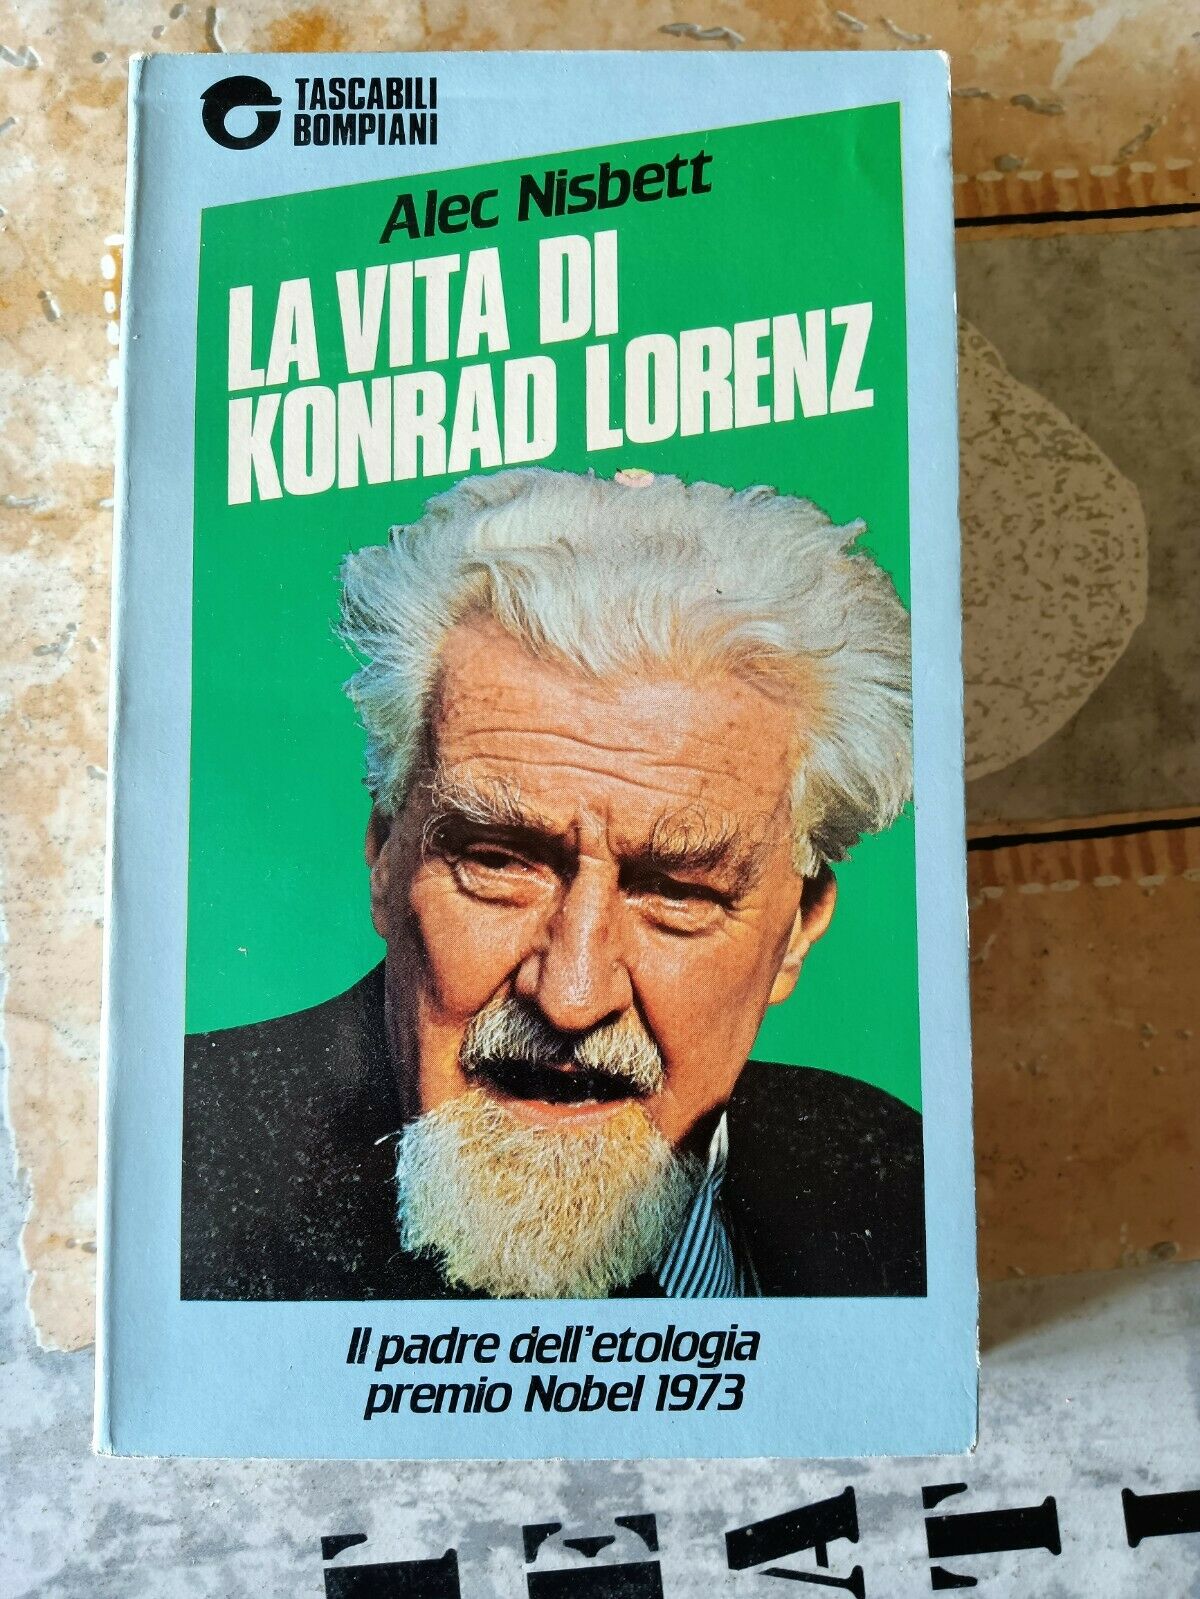 TASCABILI
BOMPIANI
Alec Nisbett
LA VITA DI
KONRAD LORENZ
Il padre dell'etologia
premio Nobel 1973